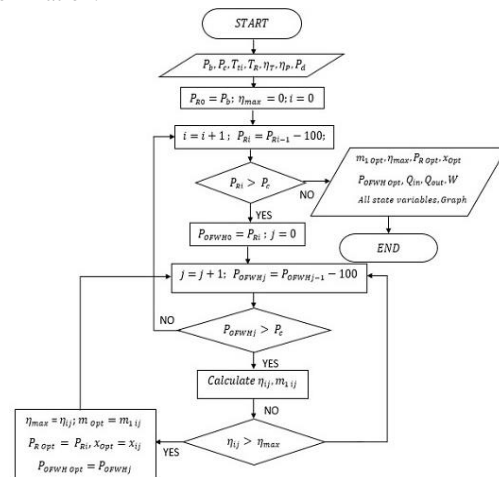 START
P_b, P_c, T_ti, T_R, η_T, η_P, P_d
P_R0 = P_b; η_max = 0; i = 0
i = i + 1 ; P_Ri = P_Ri−1 − 100;
P_Ri > P_c
NO
m_1 Opt, η_max, P_R Opt, x_Opt
P_OFWH Opt, Q_in, Q_out, W
All state variables, Graph
END
YES
P_OFWH0 = P_Ri ; j = 0
j = j + 1; P_OFWHj = P_OFWHj−1 − 100
NO
P_OFWHj > P_c
YES
Calculate η_ij, m_1 ij
NO
η_ij > η_max
YES
η_max = η_ij; m_Opt = m_1 ij
P_R Opt = P_Ri, x_Opt = x_ij
P_OFWH Opt = P_OFWHj